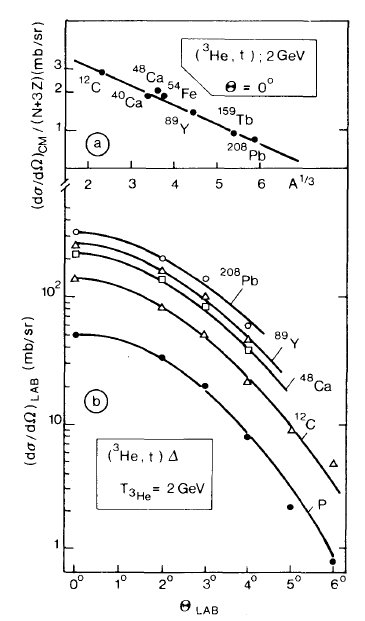 (³He, t) ; 2 GeV
Θ = 0°
(dσ/dΩ)CM / (N+3Z) (mb/sr)
3
2
1
¹²C
⁴⁸Ca
⁴⁰Ca
⁵⁴Fe
⁸⁹Y
¹⁵⁹Tb
²⁰⁸Pb
a
2
3
4
5
6
A^1/3
(dσ/dΩ)LAB (mb/sr)
10²
10
1
²⁰⁸Pb
⁸⁹Y
⁴⁸Ca
¹²C
P
b
(³He, t) Δ
T³He = 2 GeV
0°
1°
2°
3°
4°
5°
6°
Θ LAB